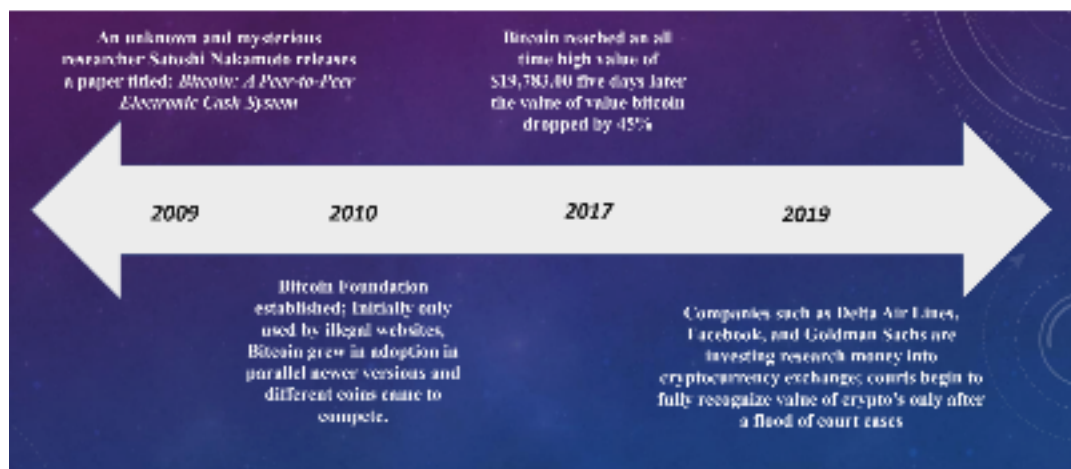 An unknown and mysterious
researcher Satoshi Nakamoto releases
a paper titled: Bitcoin: A Peer-to-Peer
Electronic Cash System
Bitcoin reached an all
time high value of
$19,783.00 five days later
the value of value bitcoin
dropped by 45%
2009
2010
2017
2019
Bitcoin Foundation
established; Initially only
used by illegal websites,
Bitcoin grew in adoption in
parallel newer versions and
different coins came to
compete.
Companies such as Delta Air Lines,
Facebook, and Goldman Sachs are
investing research money into
cryptocurrency exchange; courts begin to
fully recognize value of crypto's only after
a flood of court cases